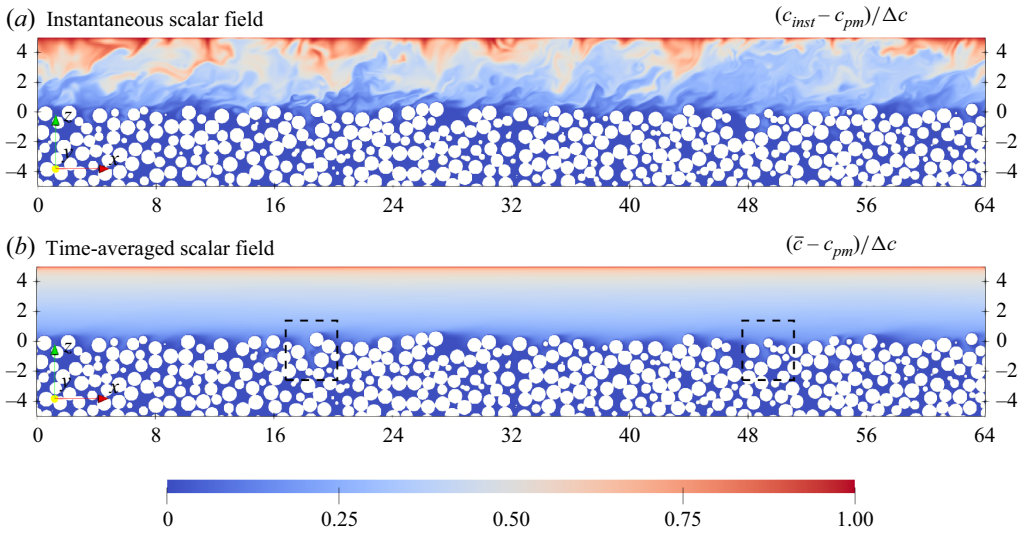 (a) Instantaneous scalar field (c_inst – c_pm)/Δc
4 4
2 2
0 0
z
–2 –2
y x
–4 –4
0 8 16 24 32 40 48 56 64
(b) Time-averaged scalar field (c̄ – c_pm)/Δc
4 4
2 2
0 0
z
–2 –2
y x
–4 –4
0 8 16 24 32 40 48 56 64
0 0.25 0.50 0.75 1.00